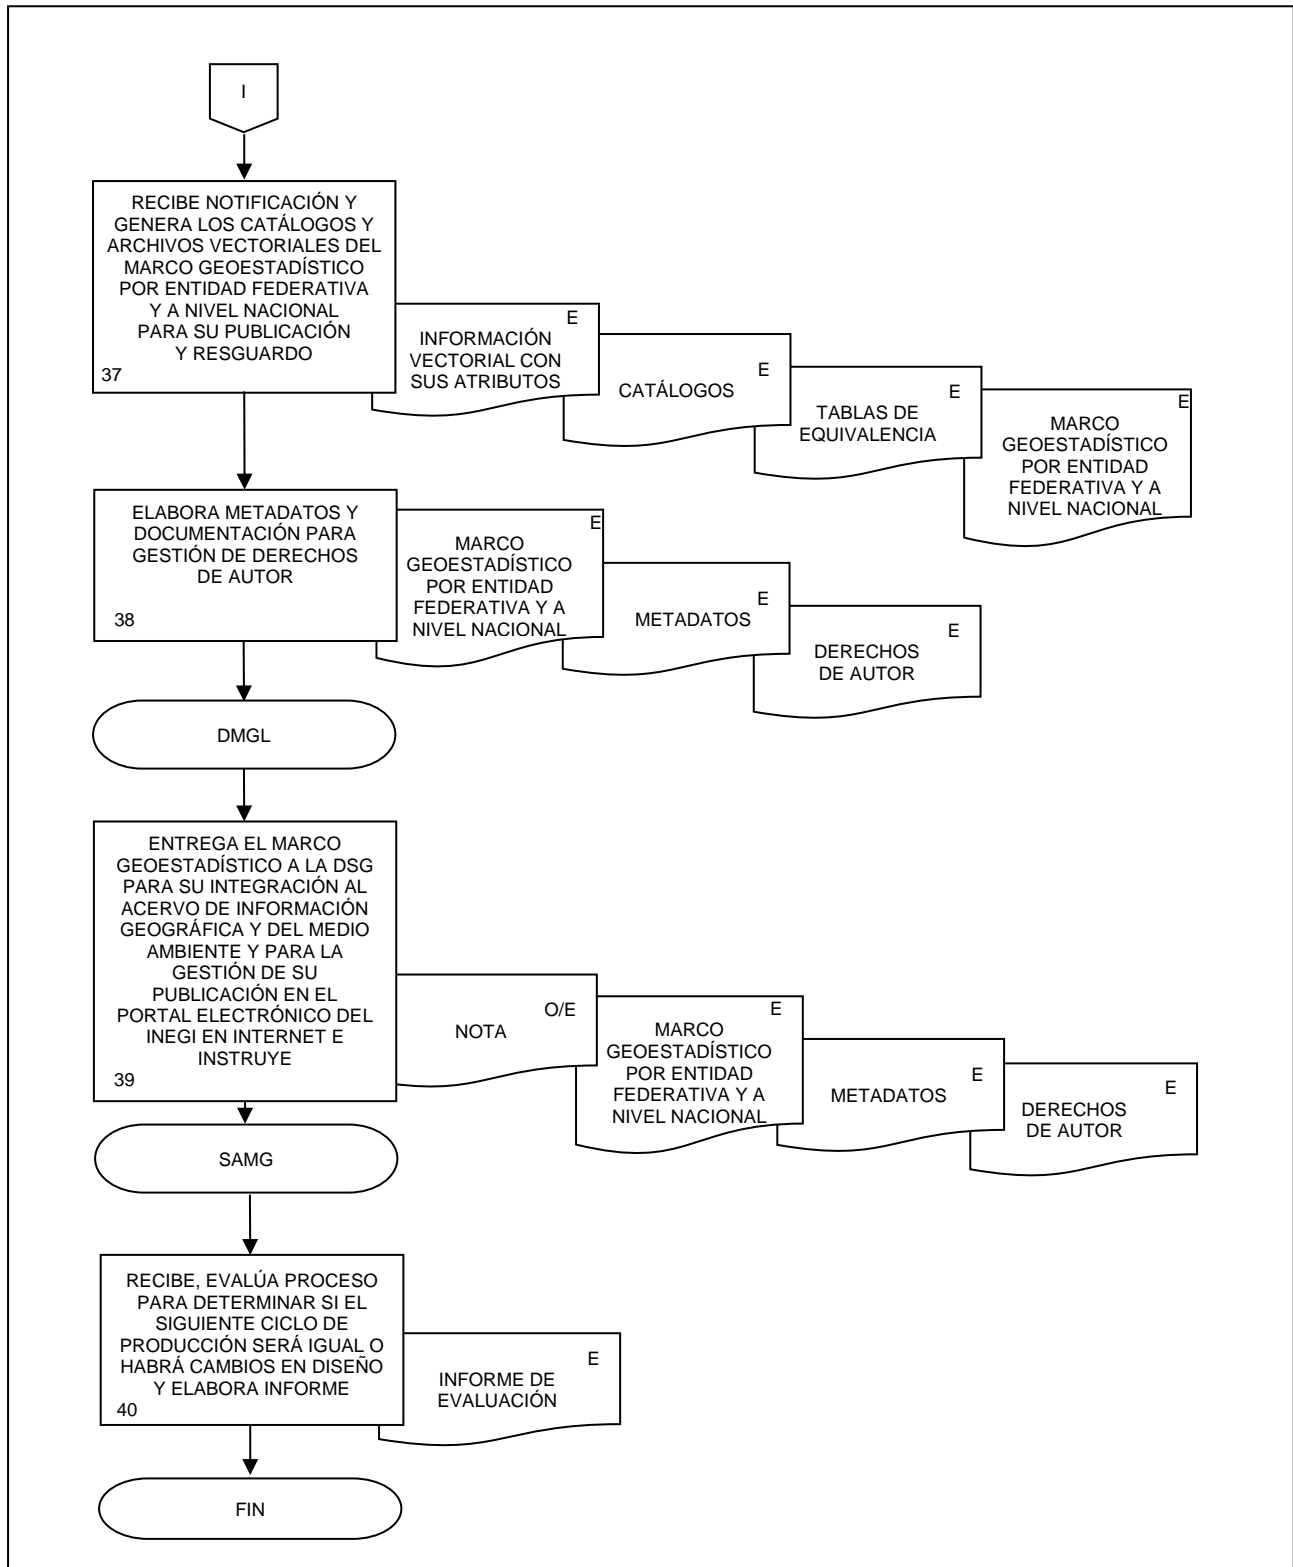 I
RECIBE NOTIFICACIÓN Y
GENERA LOS CATÁLOGOS Y
ARCHIVOS VECTORIALES DEL
MARCO GEOESTADÍSTICO
POR ENTIDAD FEDERATIVA
Y A NIVEL NACIONAL
PARA SU PUBLICACIÓN
Y RESGUARDO
37
E
INFORMACIÓN
VECTORIAL CON
SUS ATRIBUTOS
E
CATÁLOGOS
E
TABLAS DE
EQUIVALENCIA
E
MARCO
GEOESTADÍSTICO
POR ENTIDAD
FEDERATIVA Y A
NIVEL NACIONAL
ELABORA METADATOS Y
DOCUMENTACIÓN PARA
GESTIÓN DE DERECHOS
DE AUTOR
38
E
MARCO
GEOESTADÍSTICO
POR ENTIDAD
FEDERATIVA Y A
NIVEL NACIONAL
E
METADATOS
E
DERECHOS
DE AUTOR
DMGL
ENTREGA EL MARCO
GEOESTADÍSTICO A LA DSG
PARA SU INTEGRACIÓN AL
ACERVO DE INFORMACIÓN
GEOGRÁFICA Y DEL MEDIO
AMBIENTE Y PARA LA
GESTIÓN DE SU
PUBLICACIÓN EN EL
PORTAL ELECTRÓNICO DEL
INEGI EN INTERNET E
INSTRUYE
39
O/E
NOTA
E
MARCO
GEOESTADÍSTICO
POR ENTIDAD
FEDERATIVA Y A
NIVEL NACIONAL
E
METADATOS
E
DERECHOS
DE AUTOR
SAMG
RECIBE, EVALÚA PROCESO
PARA DETERMINAR SI EL
SIGUIENTE CICLO DE
PRODUCCIÓN SERÁ IGUAL O
HABRÁ CAMBIOS EN DISEÑO
Y ELABORA INFORME
40
E
INFORME DE
EVALUACIÓN
FIN